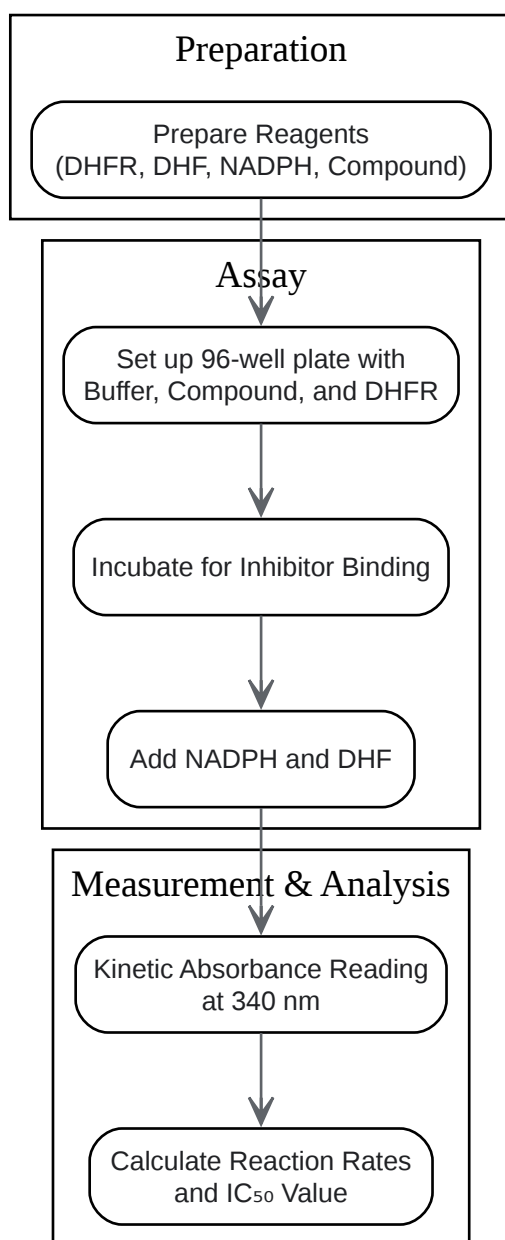 Preparation
Prepare Reagents
(DHFR, DHF, NADPH, Compound)
Assay
Set up 96-well plate with
Buffer, Compound, and DHFR
Incubate for Inhibitor Binding
Add NADPH and DHF
Measurement & Analysis
Kinetic Absorbance Reading
at 340 nm
Calculate Reaction Rates
and IC₅₀ Value